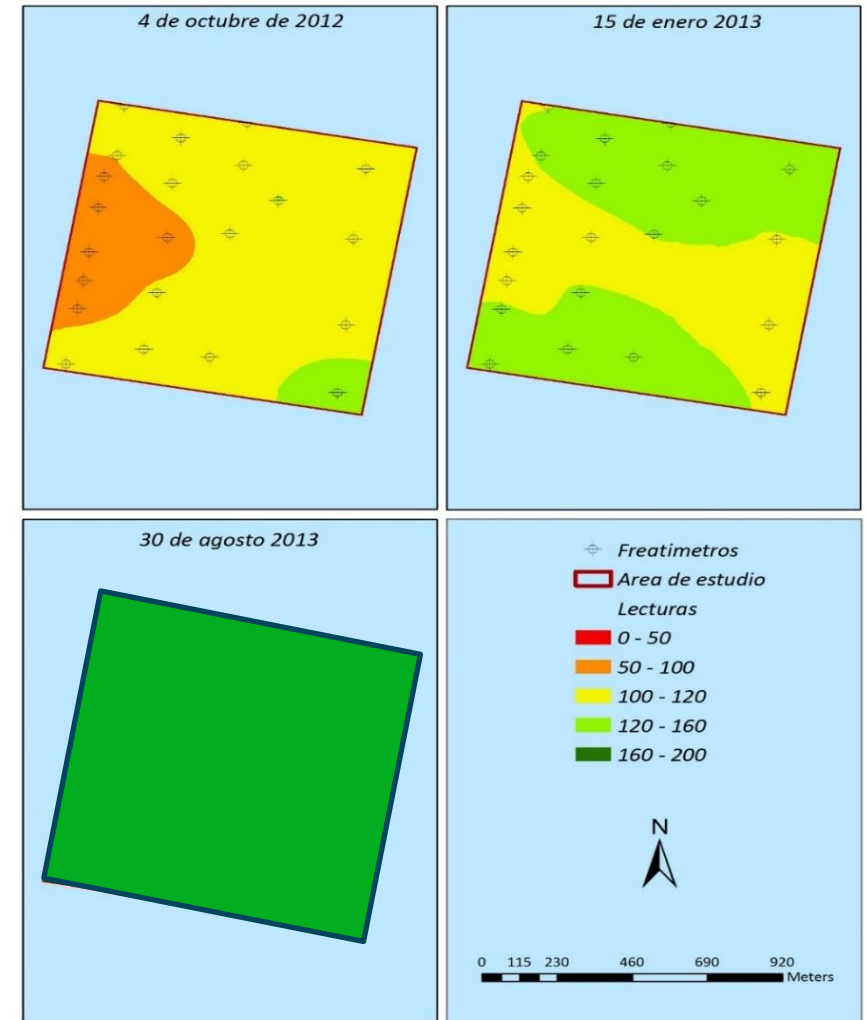 4 de octubre de 2012
15 de enero 2013
30 de agosto 2013
Freatimetros
Area de estudio
Lecturas
0 - 50
50 - 100
100 - 120
120 - 160
160 - 200
N
0 115 230 460 690 920
Meters